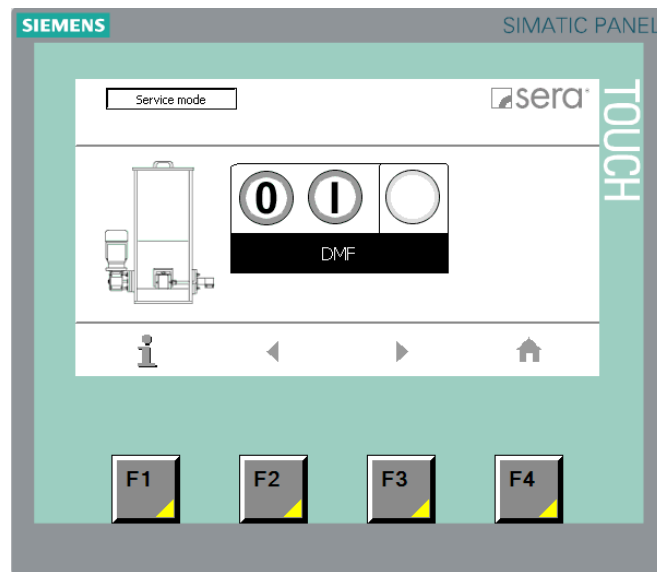 SIEMENS
SIMATIC PANEL
TOUCH
Service mode
sera
0 I
DMF
i
F1 F2 F3 F4